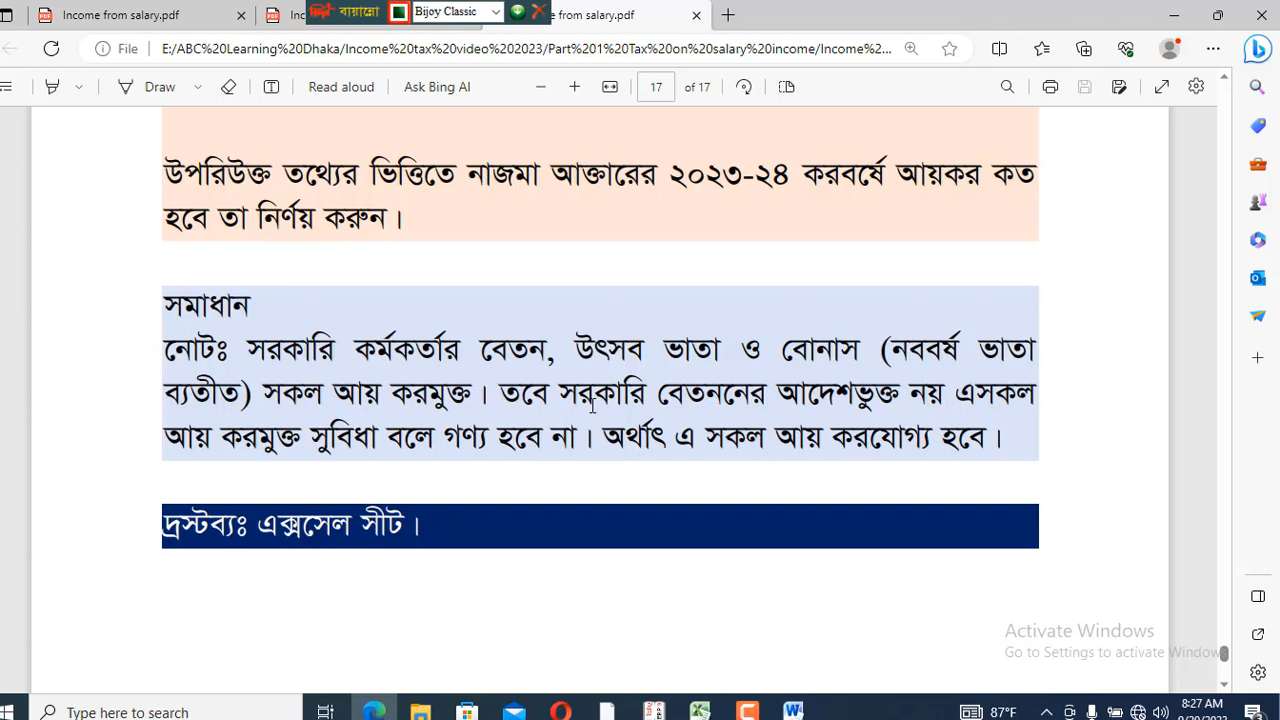 Income from salary.pdf
Inc
বায়ান্নো
Bijoy Classic
e from salary.pdf
File
E:/ABC%20Learning%20Dhaka/Income%20tax%20video%202023/Part%201%20Tax%20on%20salary%20income/Income%2...
Draw
Read aloud
Ask Bing AI
17
of 17
উপরিউক্ত তথ্যের ভিত্তিতে নাজমা আক্তারের ২০২৩-২৪ করবর্ষে আয়কর কত
হবে তা নির্ণয় করুন।
সমাধান
নোটঃ সরকারি কর্মকর্তার বেতন, উৎসব ভাতা ও বোনাস (নববর্ষ ভাতা
ব্যতীত) সকল আয় করমুক্ত। তবে সরকারি বেতননের আদেশভুক্ত নয় এসকল
আয় করমুক্ত সুবিধা বলে গণ্য হবে না। অর্থাৎ এ সকল আয় করযোগ্য হবে।
দ্রস্টব্যঃ এক্সসেল সীট।
Activate Windows
Go to Settings to activate Windows.
Type here to search
87°F
8:27 AM